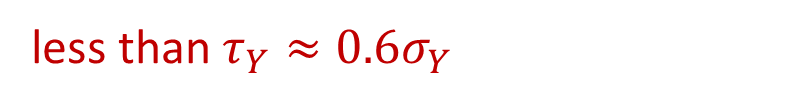 less than τ_Y ≈ 0.6σ_Y